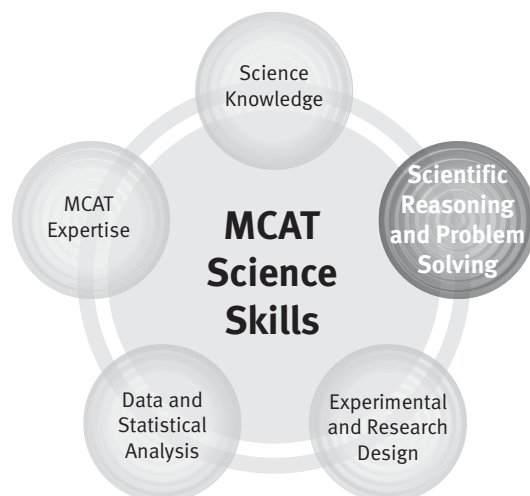 Science
Knowledge
Scientific
Reasoning
and Problem
Solving
MCAT
Expertise
MCAT
Science
Skills
Data and
Statistical
Analysis
Experimental
and Research
Design